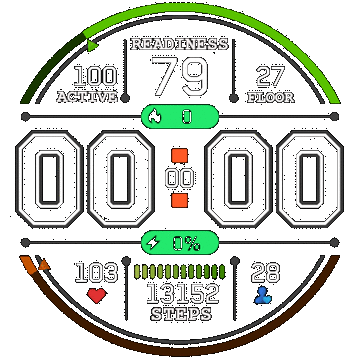 READINESS
100 79 27
ACTIVE FLOOR
0
00 00 00
0%
103 28
13152
STEPS